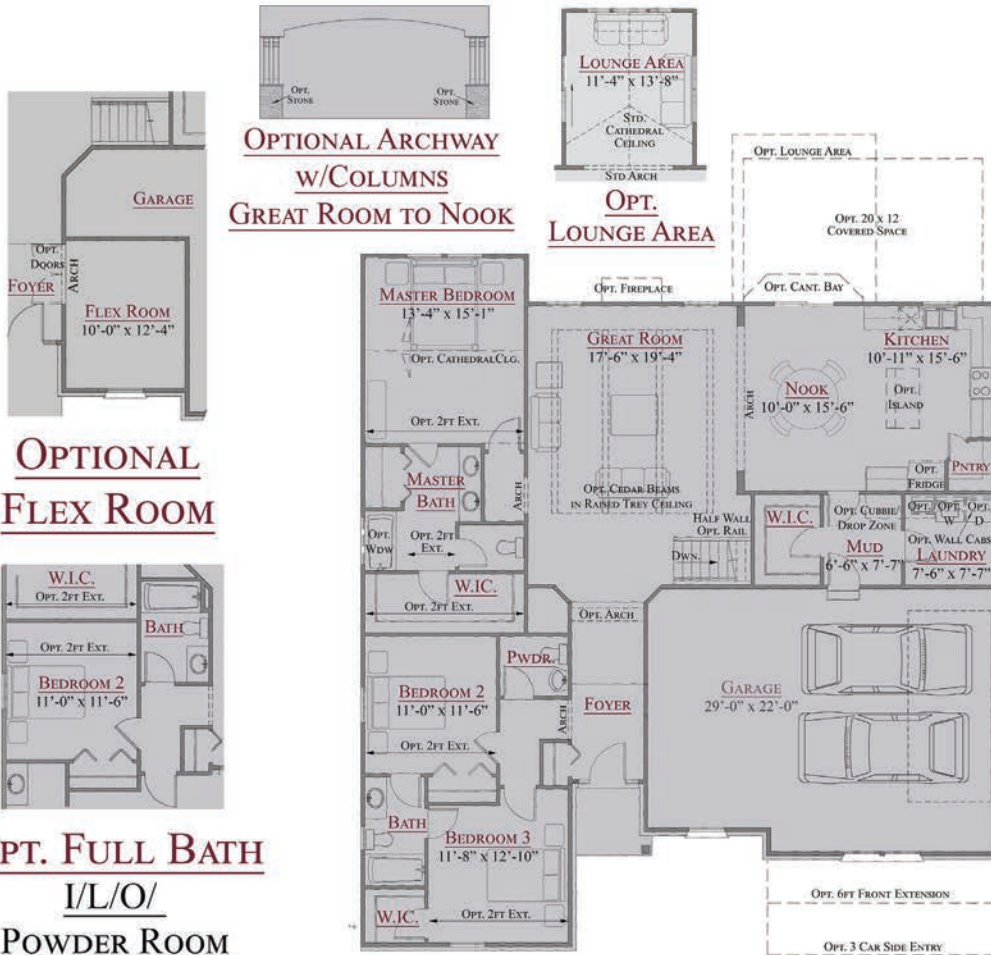 OPT.
STONE
OPT.
STONE
OPTIONAL ARCHWAY
W/COLUMNS
GREAT ROOM TO NOOK
LOUNGE AREA
11'-4" x 13'-8"
STD.
CATHEDRAL
CEILING
STD ARCH
OPT.
LOUNGE AREA
GARAGE
OPT.
DOORS
ARCH
FOYER
FLEX ROOM
10'-0" x 12'-4"
OPTIONAL
FLEX ROOM
W.I.C.
OPT. 2FT EXT.
BATH
OPT. 2FT EXT.
BEDROOM 2
11'-0" x 11'-6"
PT. FULL BATH
I/L/O/
POWDER ROOM
OPT. LOUNGE AREA
OPT. 20 x 12
COVERED SPACE
OPT. FIREPLACE
OPT. CANT. BAY
MASTER BEDROOM
13'-4" x 15'-1"
OPT. CATHEDRAL CLG.
OPT. 2FT EXT.
GREAT ROOM
17'-6" x 19'-4"
OPT. CEDAR BEAMS
IN RAINED TREY CEILING
ARCH
NOOK
10'-0" x 15'-6"
KITCHEN
10'-11" x 15'-6"
OPT.
ISLAND
OPT.
FRIDGE
PNTRY
MASTER
BATH
OPT.
WDW
OPT. 2FT
EXT.
ARCH
W.IC.
OPT. 2FT EXT.
HALF WALL
OPT. RAIL
DWN.
W.I.C.
OPT. CUBBIE/
DROP ZONE
MUD
6'-6" x 7'-7"
OPT.
OPT.
W
OPT.
D
OPT. WALL CABS
LAUNDRY
7'-6" x 7'-7"
OPT. ARCH
PWDR.
BEDROOM 2
11'-0" x 11'-6"
OPT. 2FT EXT.
ARCH
FOYER
GARAGE
29'-0" x 22'-0"
BATH
BEDROOM 3
11'-8" x 12'-10"
W.IC.
OPT. 2FT EXT.
OPT. 6FT FRONT EXTENSION
OPT. 3 CAR SIDE ENTRY